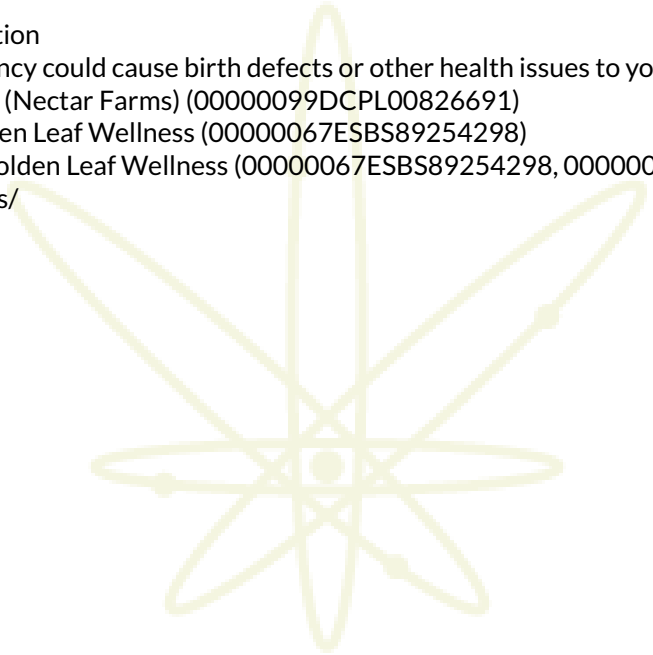 tion
ncy could cause birth defects or other health issues to yo
(Nectar Farms) (00000099DCPL00826691)
en Leaf Wellness (00000067ESBS89254298)
olden Leaf Wellness (00000067ESBS89254298, 000000
s/